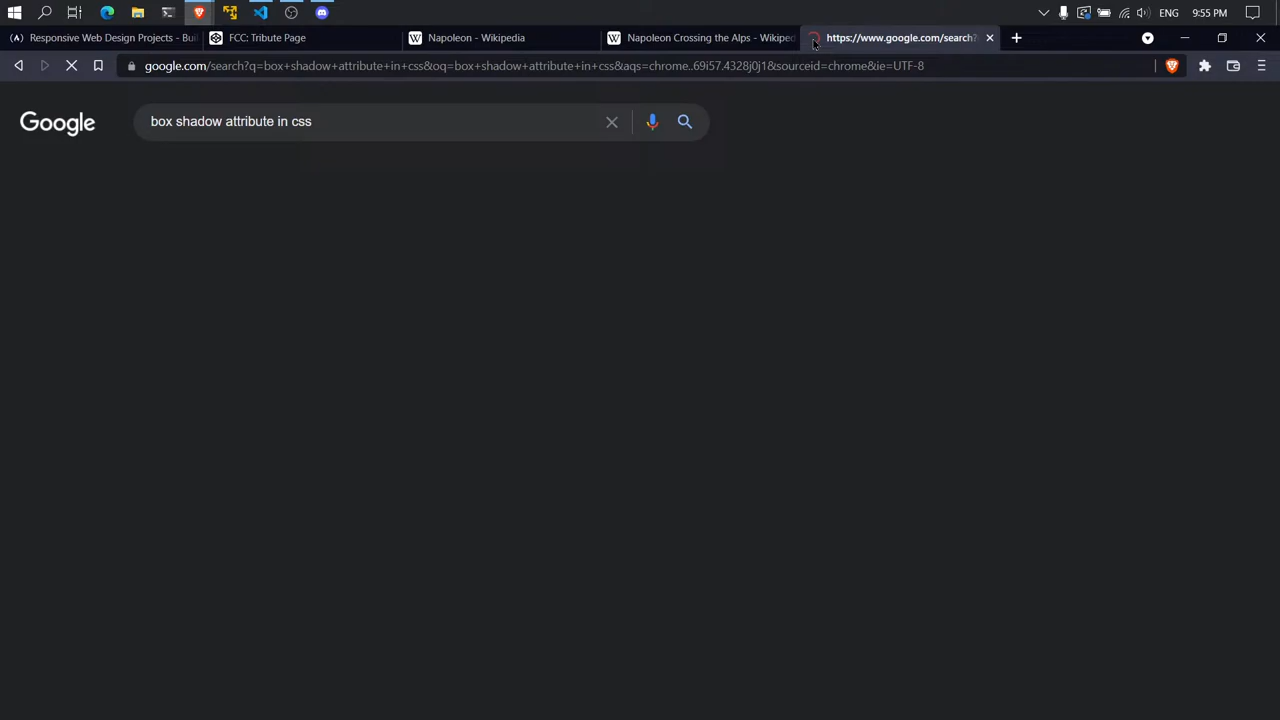 ENG 9:55 PM
Responsive Web Design Projects - Buil
FCC: Tribute Page
Napoleon - Wikipedia
Napoleon Crossing the Alps - Wikiped
https://www.google.com/search?
google.com/search?q=box+shadow+attribute+in+css&oq=box+shadow+attribute+in+css&aqs=chrome..69i57.4328j0j1&sourceid=chrome&ie=UTF-8
Google
box shadow attribute in css